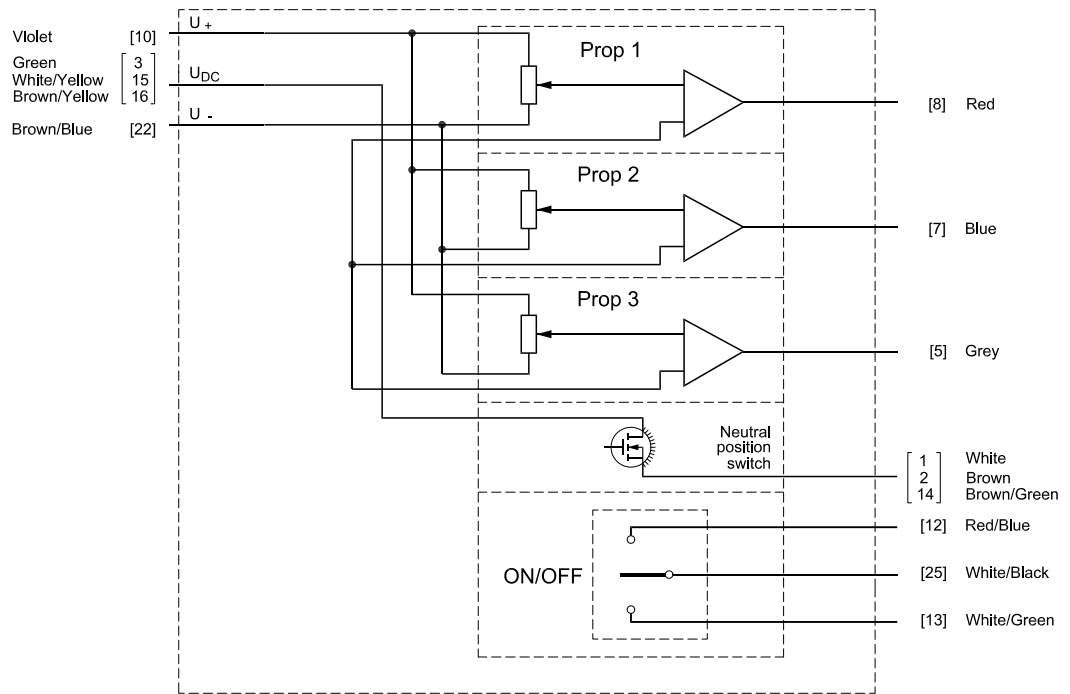 Violet [10] U +
Green [ 3 ]
White/Yellow [ 15 ] UDC
Brown/Yellow [ 16 ]
Brown/Blue [22] U -
Prop 1
[8] Red
Prop 2
[7] Blue
Prop 3
[5] Grey
Neutral
position
switch
[ 1 ] White
[ 2 ] Brown
[ 14 ] Brown/Green
[12] Red/Blue
ON/OFF
[25] White/Black
[13] White/Green